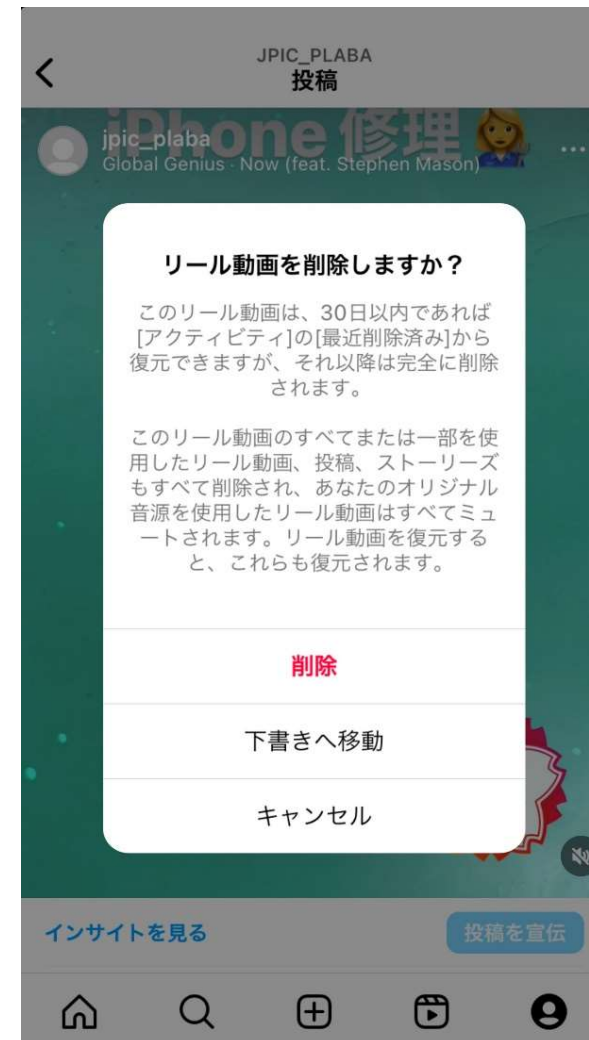 JPIC_PLABA
投稿
iPhone 修理
jpic_plaba
Global Genius · Now (feat. Stephen Mason)
リール動画を削除しますか？
このリール動画は、30日以内であれば
[アクティビティ]の[最近削除済み]から
復元できますが、それ以降は完全に削除
されます。
このリール動画のすべてまたは一部を使
用したリール動画、投稿、ストーリーズ
もすべて削除され、あなたのオリジナル
音源を使用したリール動画はすべてミュ
ートされます。リール動画を復元する
と、これらも復元されます。
削除
下書きへ移動
キャンセル
インサイトを見る
投稿を宣伝